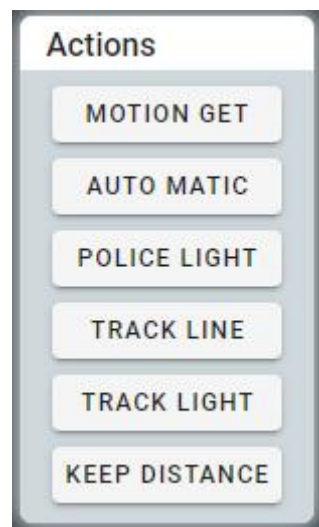 Actions
MOTION GET
AUTO MATIC
POLICE LIGHT
TRACK LINE
TRACK LIGHT
KEEP DISTANCE